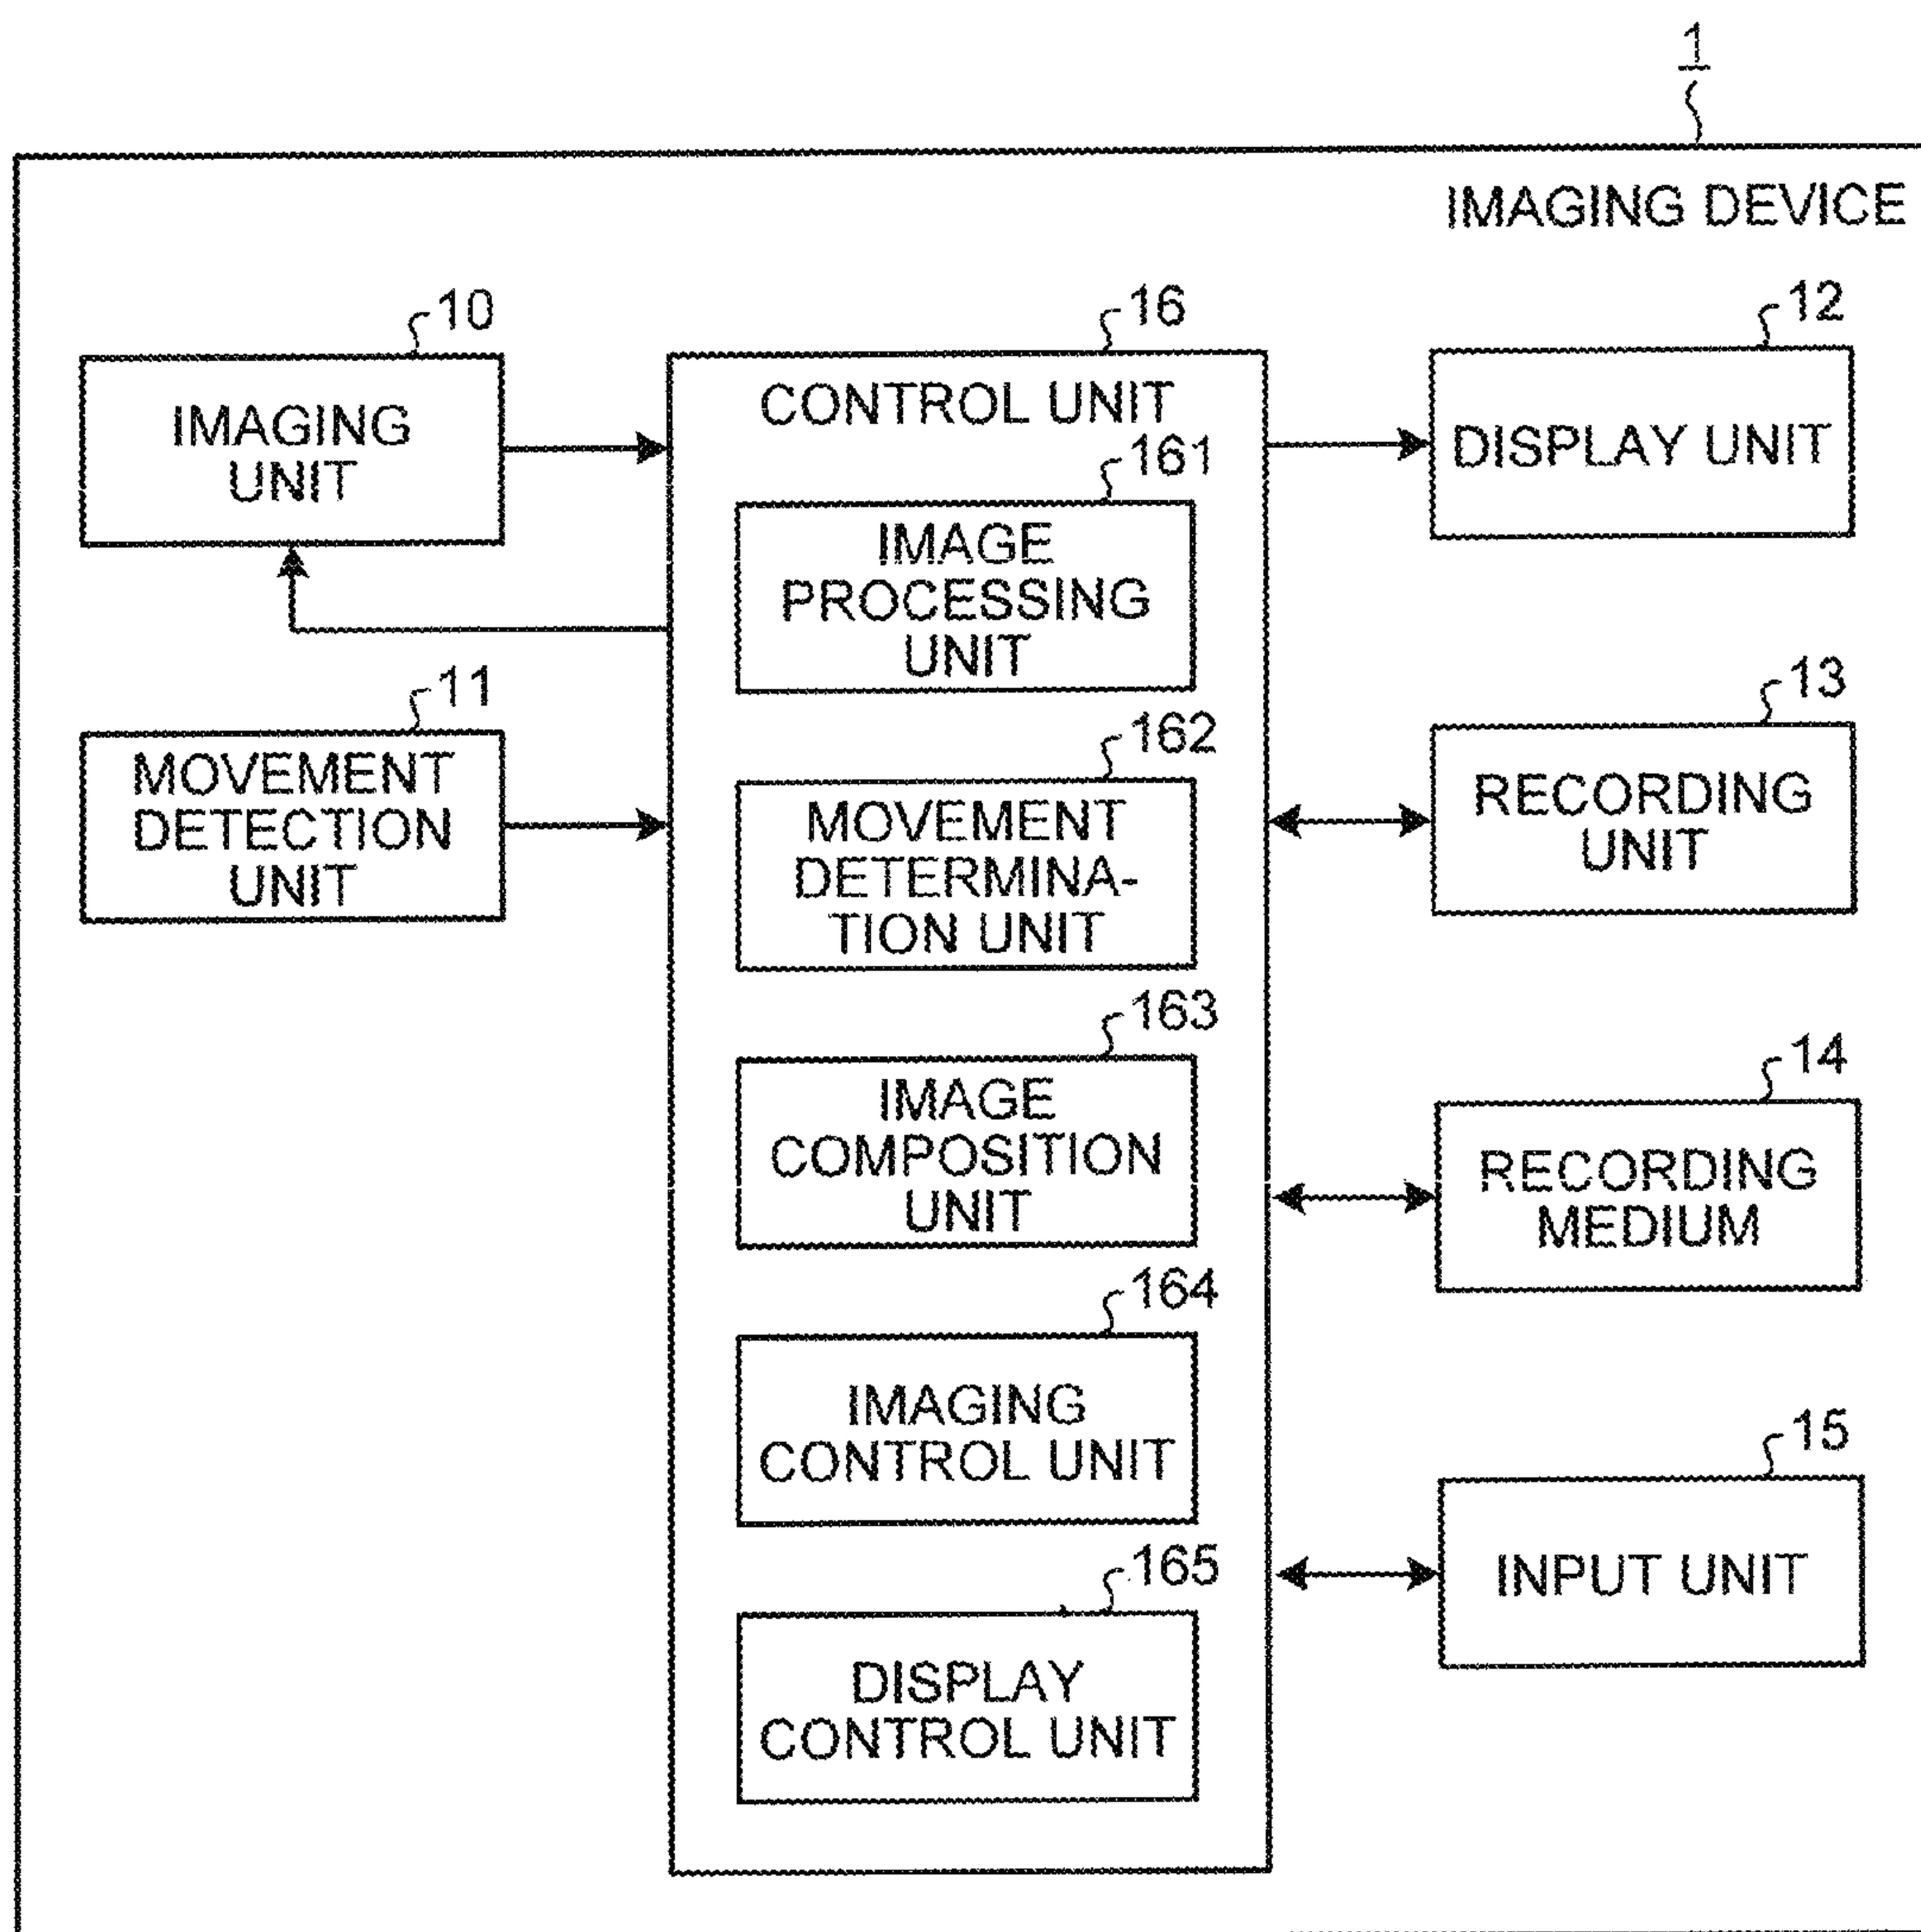 1
IMAGING DEVICE
10
IMAGING
UNIT
11
MOVEMENT
DETECTION
UNIT
16
CONTROL UNIT
161
IMAGE
PROCESSING
UNIT
162
MOVEMENT
DETERMINA-
TION UNIT
163
IMAGE
COMPOSITION
UNIT
164
IMAGING
CONTROL UNIT
165
DISPLAY
CONTROL UNIT
12
DISPLAY UNIT
13
RECORDING
UNIT
14
RECORDING
MEDIUM
15
INPUT UNIT